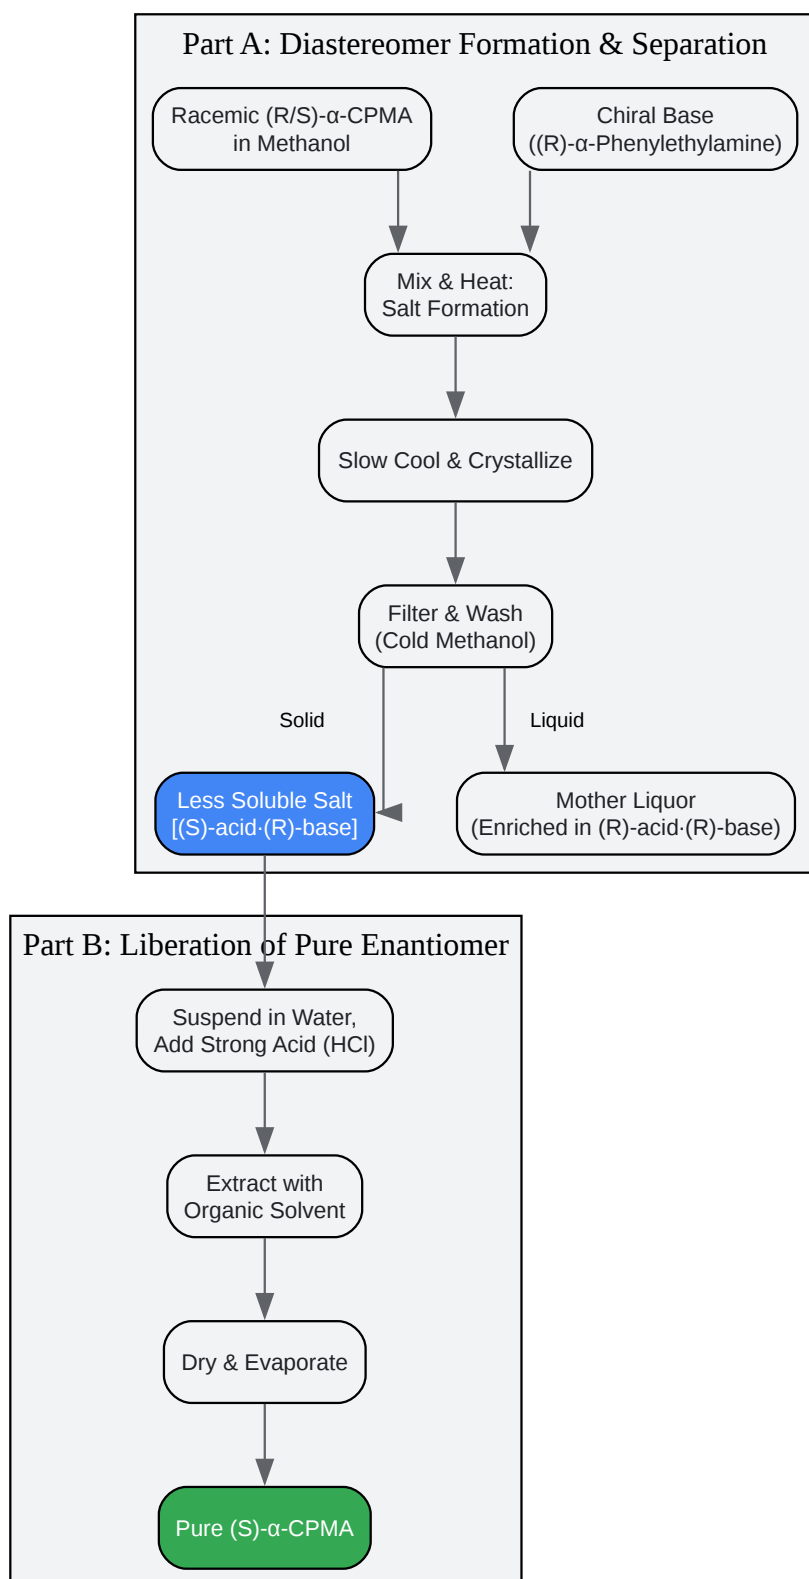 Part A: Diastereomer Formation & Separation
Racemic (R/S)-α-CPMA
in Methanol
Chiral Base
((R)-α-Phenylethylamine)
Mix & Heat:
Salt Formation
Slow Cool & Crystallize
Filter & Wash
(Cold Methanol)
Solid
Liquid
Less Soluble Salt
[(S)-acid·(R)-base]
Mother Liquor
(Enriched in (R)-acid·(R)-base)
Part B: Liberation of Pure Enantiomer
Suspend in Water,
Add Strong Acid (HCl)
Extract with
Organic Solvent
Dry & Evaporate
Pure (S)-α-CPMA